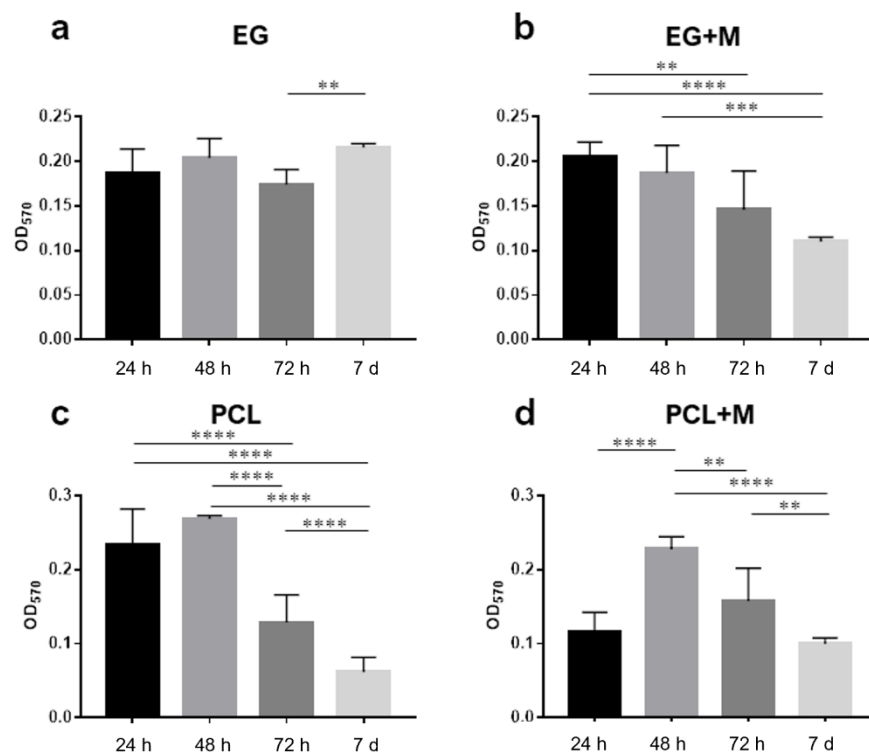 a
EG
**
0.25
0.20
0.15
0.10
0.05
0.00
OD570
24 h 48 h 72 h 7 d
b
EG+M
**
****
***
0.25
0.20
0.15
0.10
0.05
0.00
OD570
24 h 48 h 72 h 7 d
c
PCL
****
****
****
****
****
0.3
0.2
0.1
0.0
OD570
24 h 48 h 72 h 7 d
d
PCL+M
****
**
****
**
0.3
0.2
0.1
0.0
OD570
24 h 48 h 72 h 7 d